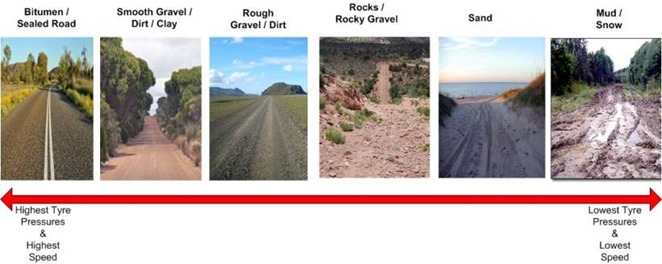 Bitumen /
Sealed Road
Smooth Gravel /
Dirt / Clay
Rough
Gravel / Dirt
Rocks /
Rocky Gravel
Sand
Mud /
Snow
Highest Tyre
Pressures
&
Highest
Speed
Lowest Tyre
Pressures
&
Lowest
Speed